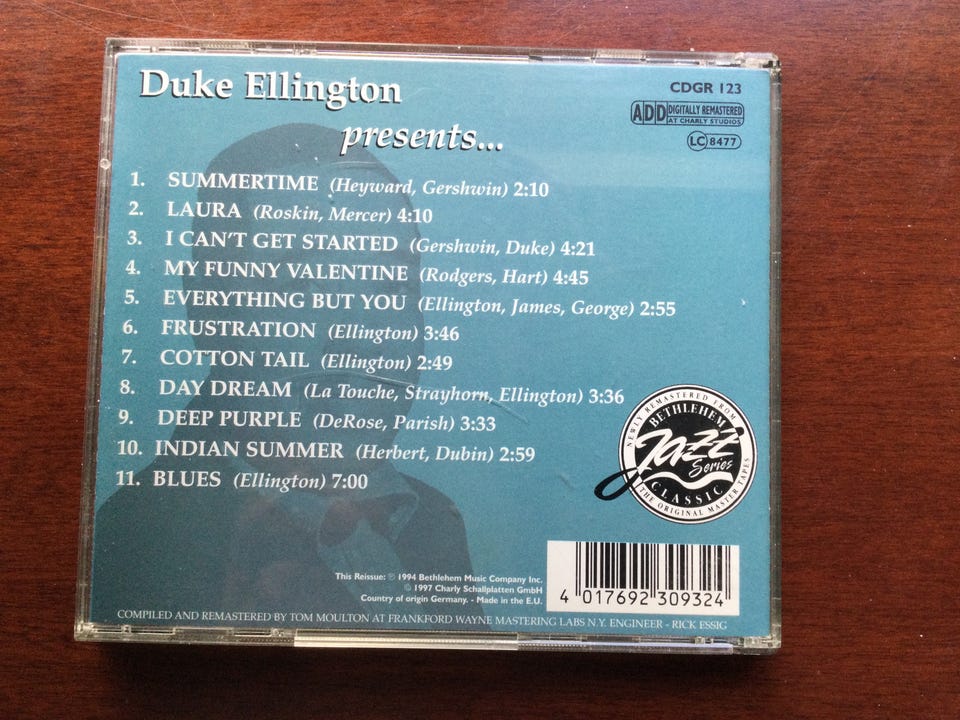 Duke Ellington
presents...
CDGR 123
ADD DIGITALLY REMASTERED
AT CHARLY STUDIOS
LC 8477
1. SUMMERTIME (Heyward, Gershwin) 2:10
2. LAURA (Roskin, Mercer) 4:10
3. I CAN'T GET STARTED (Gershwin, Duke) 4:21
4. MY FUNNY VALENTINE (Rodgers, Hart) 4:45
5. EVERYTHING BUT YOU (Ellington, James, George) 2:55
6. FRUSTRATION (Ellington) 3:46
7. COTTON TAIL (Ellington) 2:49
8. DAY DREAM (La Touche, Strayhorn, Ellington) 3:36
9. DEEP PURPLE (DeRose, Parish) 3:33
10. INDIAN SUMMER (Herbert, Dubin) 2:59
11. BLUES (Ellington) 7:00
NEWLY REMASTERED FROM
BETHLEHEM
Jazz
Series
CLASSIC
THE ORIGINAL MASTER TAPES
This Reissue: ℗ 1994 Bethlehem Music Company Inc.
© 1997 Charly Schallplatten GmbH
Country of origin Germany. - Made in the E.U.
4 017692 309324
COMPILED AND REMASTERED BY TOM MOULTON AT FRANKFORD WAYNE MASTERING LABS N.Y. ENGINEER - RICK ESSIG